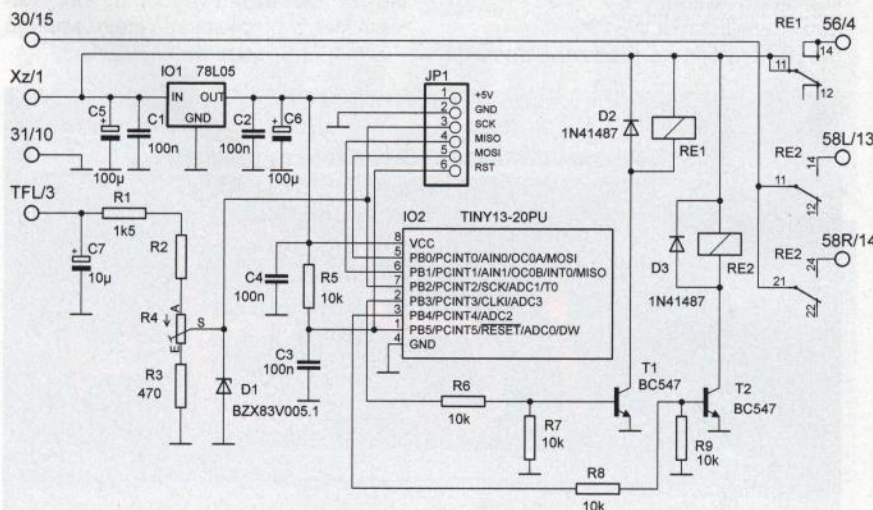 30/15
Xz/1
31/10
TFL/3
IO1 78L05
IN OUT
GND
C5
100µ
C1
100n
C2
100n
C6
100µ
JP1
1 +5V
2 GND
3 SCK
4 MISO
5 MOSI
6 RST
D2
1N41487
RE1
RE1
56/4
14
11
12
RE2
58L/13
14
11
12
RE2
58R/14
24
21
22
D3
1N41487
RE2
R1
1k5
C7
10µ
R2
R4
A
S
E
R3
470
D1
BZX83V005.1
C4
100n
R5
10k
C3
100n
IO2 TINY13-20PU
8 VCC
5 PB0/PCINT0/AIN0/OC0A/MOSI
6 PB1/PCINT1/AIN1/OC0B/INT0/MISO
7 PB2/PCINT2/SCK/ADC1/T0
2 PB3/PCINT3/CLKI/ADC3
3 PB4/PCINT4/ADC2
1 PB5/PCINT5/RESET/ADC0/DW
4 GND
R6
10k
R7
10k
T1
BC547
R8
10k
R9
10k
T2
BC547